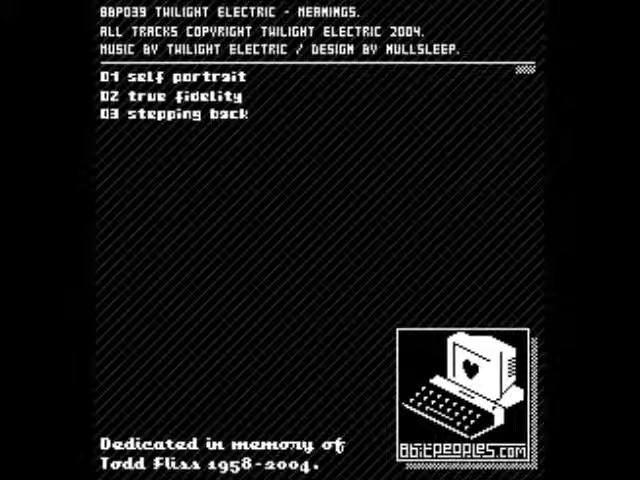 8BP039 TWILIGHT ELECTRIC - MEANINGS.
ALL TRACKS COPYRIGHT TWILIGHT ELECTRIC 2004.
MUSIC BY TWILIGHT ELECTRIC / DESIGN BY NULLSLEEP.
01 self portrait
02 true fidelity
03 stepping back
8bitpeoples.com
Dedicated in memory of
Todd Fliss 1958-2004.